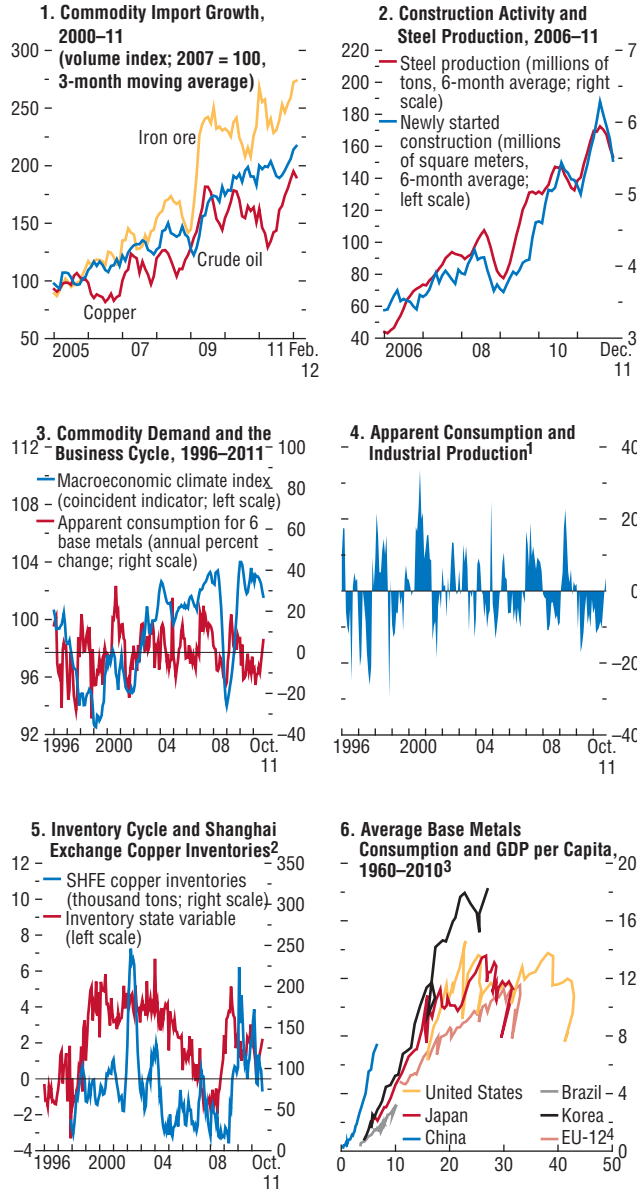 1. Commodity Import Growth,
2000–11
(volume index; 2007 = 100,
3-month moving average)
300
250
200
150
100
50
Iron ore
Crude oil
Copper
2005
07
09
11 Feb.
12
2. Construction Activity and
Steel Production, 2006–11
220
200
180
160
140
120
100
80
60
40
Steel production (millions of
tons, 6-month average; right
scale)
Newly started
construction (millions
of square meters,
6-month average;
left scale)
7
6
5
4
3
2006
08
10
Dec.
11
3. Commodity Demand and the
Business Cycle, 1996–2011
112
108
104
100
96
92
Macroeconomic climate index
(coincident indicator; left scale)
Apparent consumption for 6
base metals (annual percent
change; right scale)
100
80
60
40
20
0
–20
–40
1996
2000
04
08
Oct.
11
4. Apparent Consumption and
Industrial Production1
40
20
0
–20
–40
1996
2000
04
08
Oct.
11
5. Inventory Cycle and Shanghai
Exchange Copper Inventories2
12
10
8
6
4
2
0
–2
–4
SHFE copper inventories
(thousand tons; right scale)
Inventory state variable
(left scale)
350
300
250
200
150
100
50
0
1996
2000
04
08
Oct.
11
6. Average Base Metals
Consumption and GDP per Capita,
1960–20103
20
16
12
8
4
0
United States
Japan
China
Brazil
Korea
EU-124
0
10
20
30
40
50